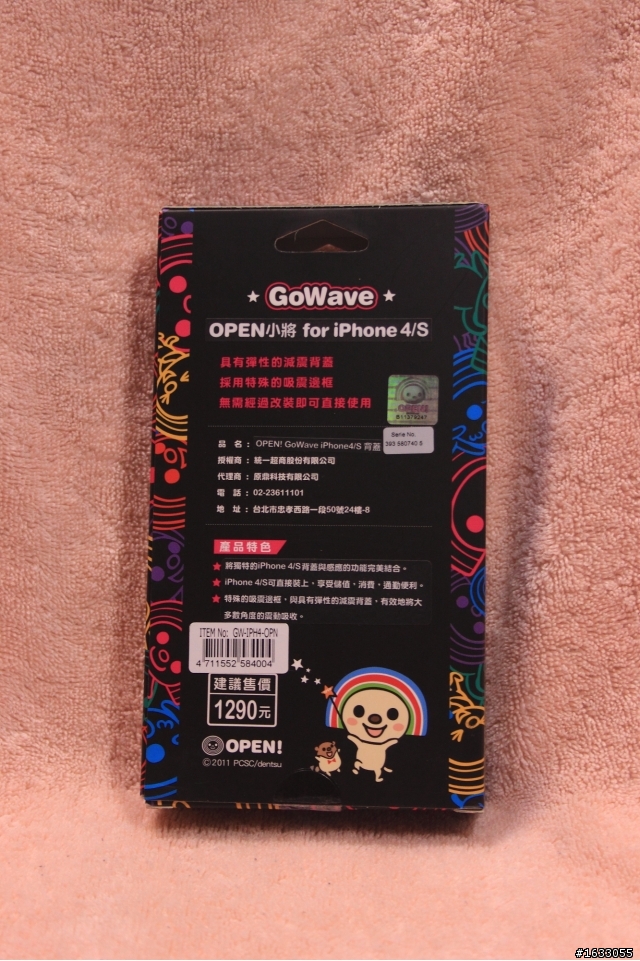 GoWave
OPEN小將 for iPhone 4/S
具有彈性的減震背蓋
採用特殊的吸震邊框
無需經過改裝即可直接使用
品名： OPEN! GoWave iPhone4/S 背蓋
Serie No.
393 580740 5
授權商： 統一超商股份有限公司
代理商： 原鼎科技有限公司
電話： 02-23611101
地址： 台北市忠孝西路一段50號24樓-8
產品特色
★ 將獨特的iPhone 4/S背蓋與感應的功能完美結合。
★ iPhone 4/S可直接裝上，享受儲值、消費、通勤便利。
★ 特殊的吸震邊框、與具有彈性的減震背蓋，有效地將大
多數角度的震動吸收。
ITEM No: GW-IPH4-OPN
4 711552 584004
建議售價
1290元
OPEN!
©2011 PCSC/dentsu
#1633055